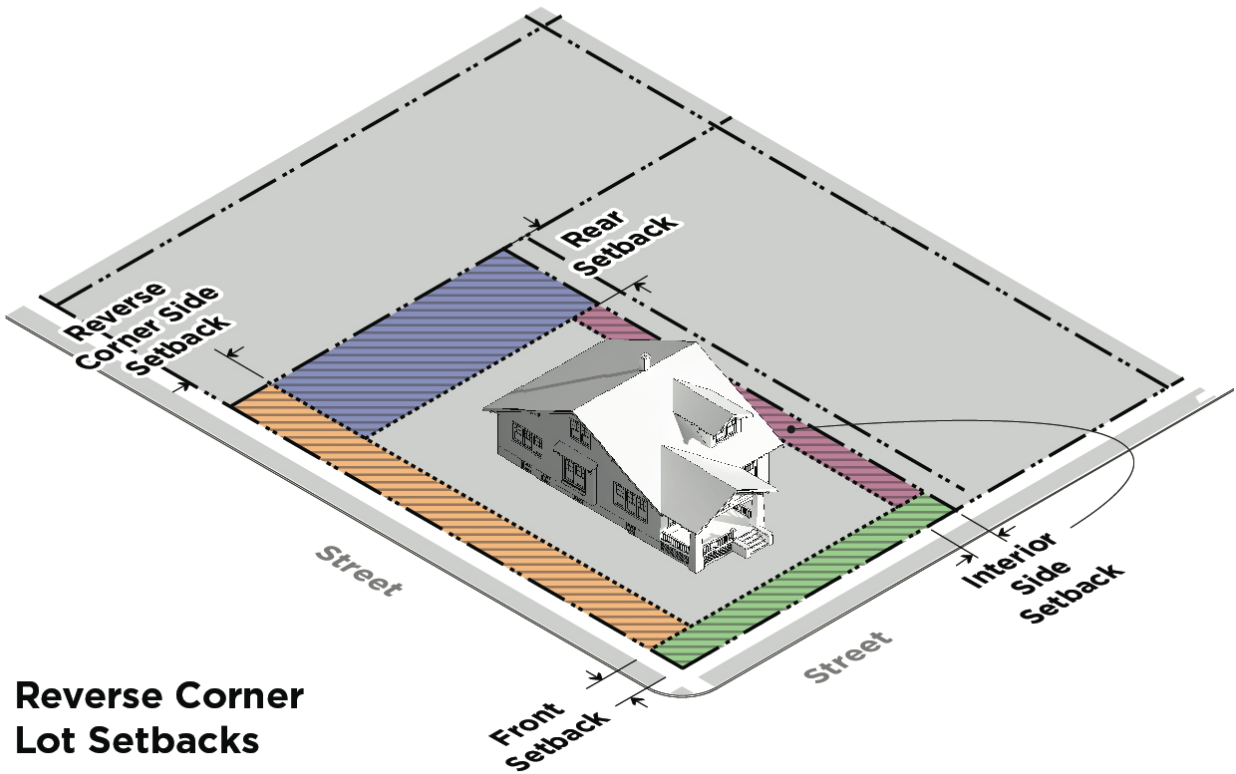 Rear
Setback
Reverse
Corner Side
Setback
Street
Interior
Side
Setback
Street
Front
Setback
Reverse Corner
Lot Setbacks